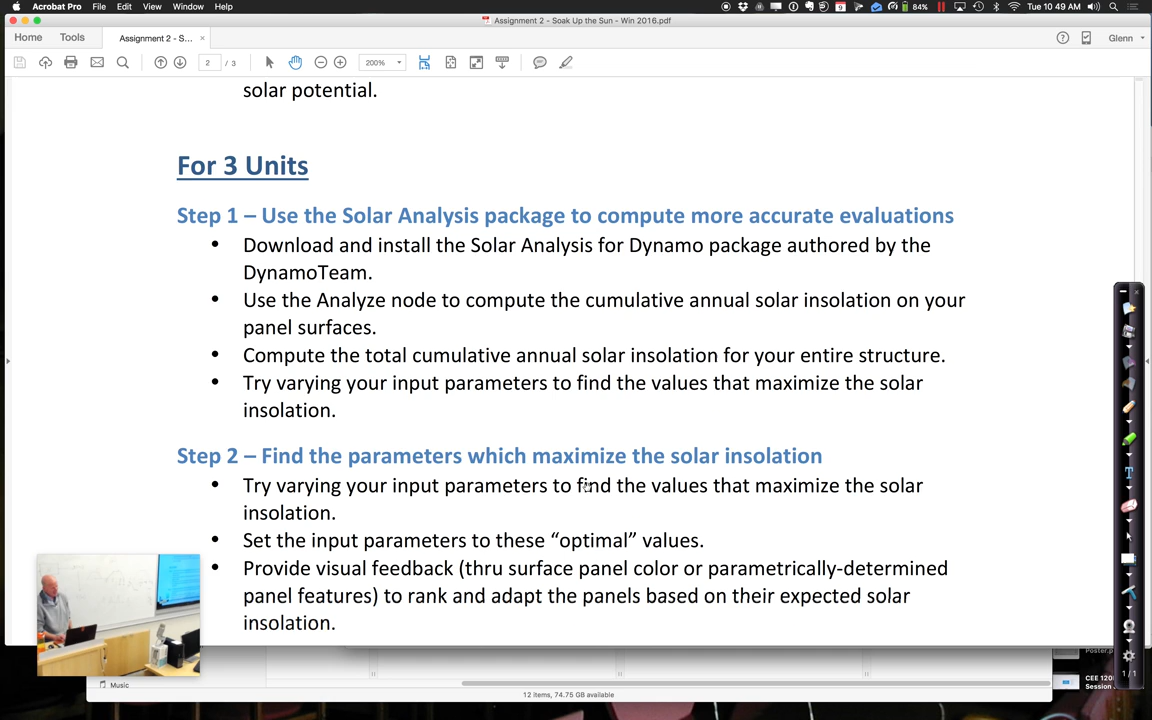 Acrobat Pro File Edit View Window Help
9 84% Tue 10 49 AM
Assignment 2 - Soak Up the Sun - Win 2016.pdf
Home Tools Assignment 2 - S... × Glenn
2 / 3 200%
solar potential.
For 3 Units
Step 1 – Use the Solar Analysis package to compute more accurate evaluations
• Download and install the Solar Analysis for Dynamo package authored by the
DynamoTeam.
• Use the Analyze node to compute the cumulative annual solar insolation on your
panel surfaces.
• Compute the total cumulative annual solar insolation for your entire structure.
• Try varying your input parameters to find the values that maximize the solar
insolation.
Step 2 – Find the parameters which maximize the solar insolation
• Try varying your input parameters to find the values that maximize the solar
insolation.
• Set the input parameters to these “optimal” values.
• Provide visual feedback (thru surface panel color or parametrically-determined
panel features) to rank and adapt the panels based on their expected solar
insolation.
1 / 1
Poster.p
Music
CEE 120
Session
12 items, 74.75 GB available